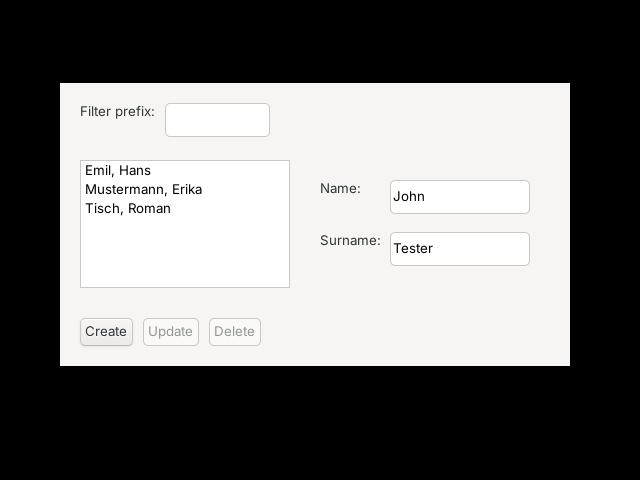 Filter prefix:
Emil, Hans
Mustermann, Erika
Tisch, Roman
Name:
John
Surname:
Tester
Create
Update
Delete